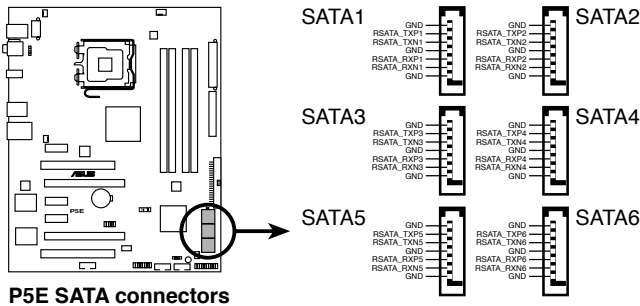 SATA1
GND
RSATA_TXP1
RSATA_TXN1
GND
RSATA_RXP1
RSATA_RXN1
GND
SATA2
GND
RSATA_TXP2
RSATA_TXN2
GND
RSATA_RXP2
RSATA_RXN2
GND
SATA3
GND
RSATA_TXP3
RSATA_TXN3
GND
RSATA_RXP3
RSATA_RXN3
GND
SATA4
GND
RSATA_TXP4
RSATA_TXN4
GND
RSATA_RXP4
RSATA_RXN4
GND
SATA5
GND
RSATA_TXP5
RSATA_TXN5
GND
RSATA_RXP5
RSATA_RXN5
GND
SATA6
GND
RSATA_TXP6
RSATA_TXN6
GND
RSATA_RXP6
RSATA_RXN6
GND
ASUS
P5E
P5E SATA connectors